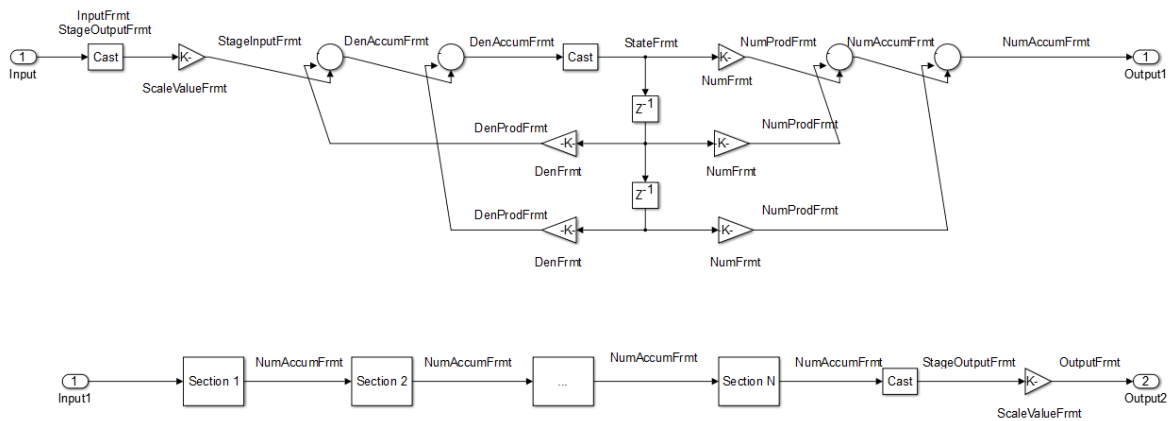 InputFrmt
StageOutputFrmt
StageInputFrmt
DenAccumFrmt
DenAccumFrmt
StateFrmt
NumProdFrmt
NumAccumFrmt
NumAccumFrmt
1
Cast
K-
Cast
K-
1
Input
ScaleValueFrmt
NumFrmt
Output1
Z-1
DenProdFrmt
NumProdFrmt
-K-
-K-
DenFrmt
NumFrmt
Z-1
DenProdFrmt
NumProdFrmt
-K-
-K-
DenFrmt
NumFrmt
NumAccumFrmt
NumAccumFrmt
NumAccumFrmt
NumAccumFrmt
StageOutputFrmt
OutputFrmt
1
Section 1
Section 2
...
Section N
Cast
K-
2
Input1
Output2
ScaleValueFrmt